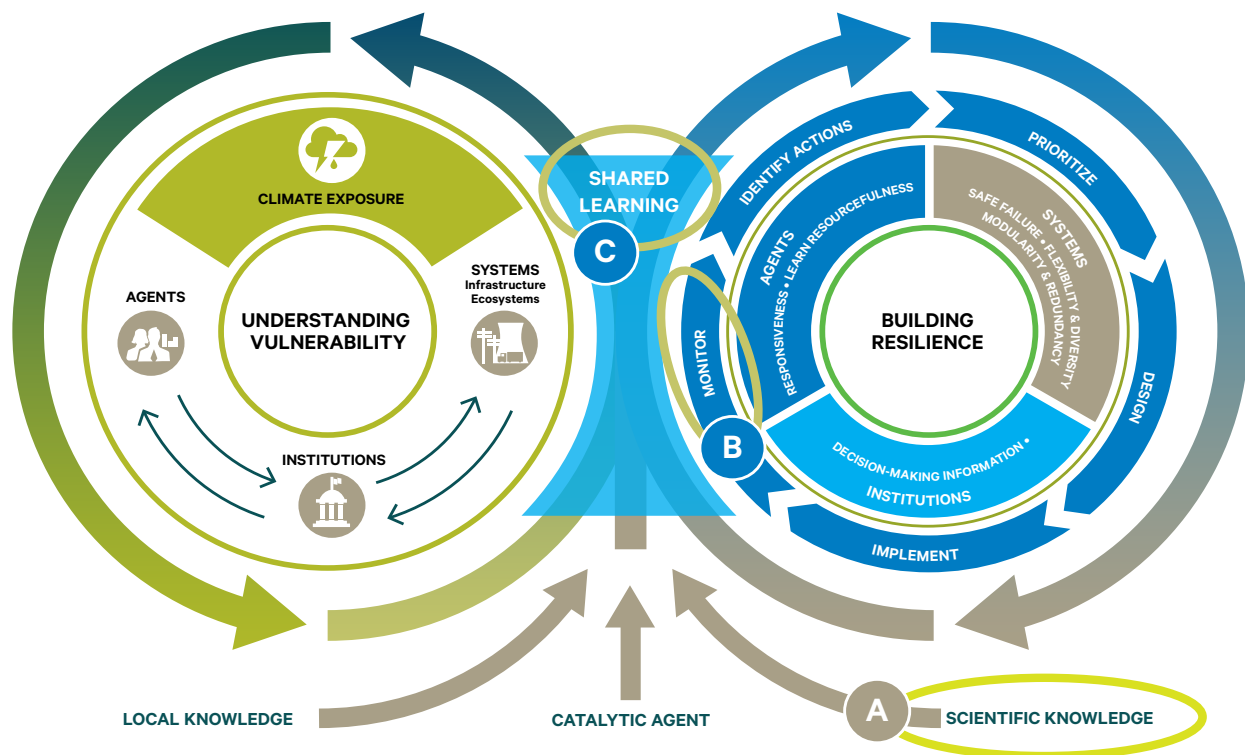 CLIMATE EXPOSURE
AGENTS
SYSTEMS
Infrastructure
Ecosystems
UNDERSTANDING
VULNERABILITY
INSTITUTIONS
SHARED
LEARNING
C
IDENTIFY ACTIONS
PRIORITIZE
DESIGN
IMPLEMENT
MONITOR
B
AGENTS
RESPONSIVENESS • LEARN RESOURCEFULNESS
SYSTEMS
SAFE FAILURE • FLEXIBILITY & DIVERSITY
MODULARITY & REDUNDANCY
BUILDING
RESILIENCE
DECISION-MAKING INFORMATION •
INSTITUTIONS
LOCAL KNOWLEDGE
CATALYTIC AGENT
A
SCIENTIFIC KNOWLEDGE